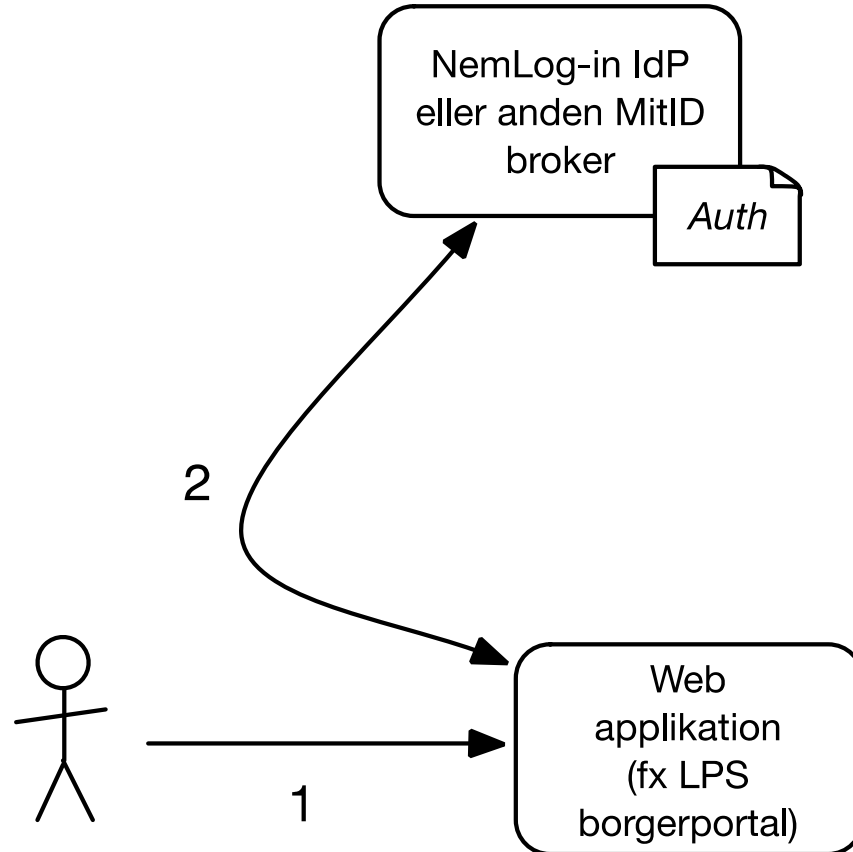 NemLog-in IdP
eller anden MitID
broker
Auth
2
1
Web
applikation
(fx LPS
borgerportal)